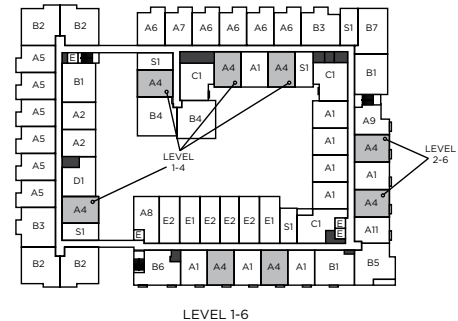 B2 B2 A6 A7 A6 A6 A6 A6 B3 S1 B7
A5 E S1 C1 A4 A1 A4 S1 C1 B1
A5 B1 A4
A5 A2 B4 B4 A1 A9
A5 A2 A1 A4
LEVEL
1-4
LEVEL
2-6
A5 D1 A1 A1
A5 A4 A1 A4
B3 S1 A8 E2 E1 E2 E2 E1 S1 C1 E E A11
E
B2 B2 B6 A1 A4 A1 A4 A1 B1 B5
LEVEL 1-6